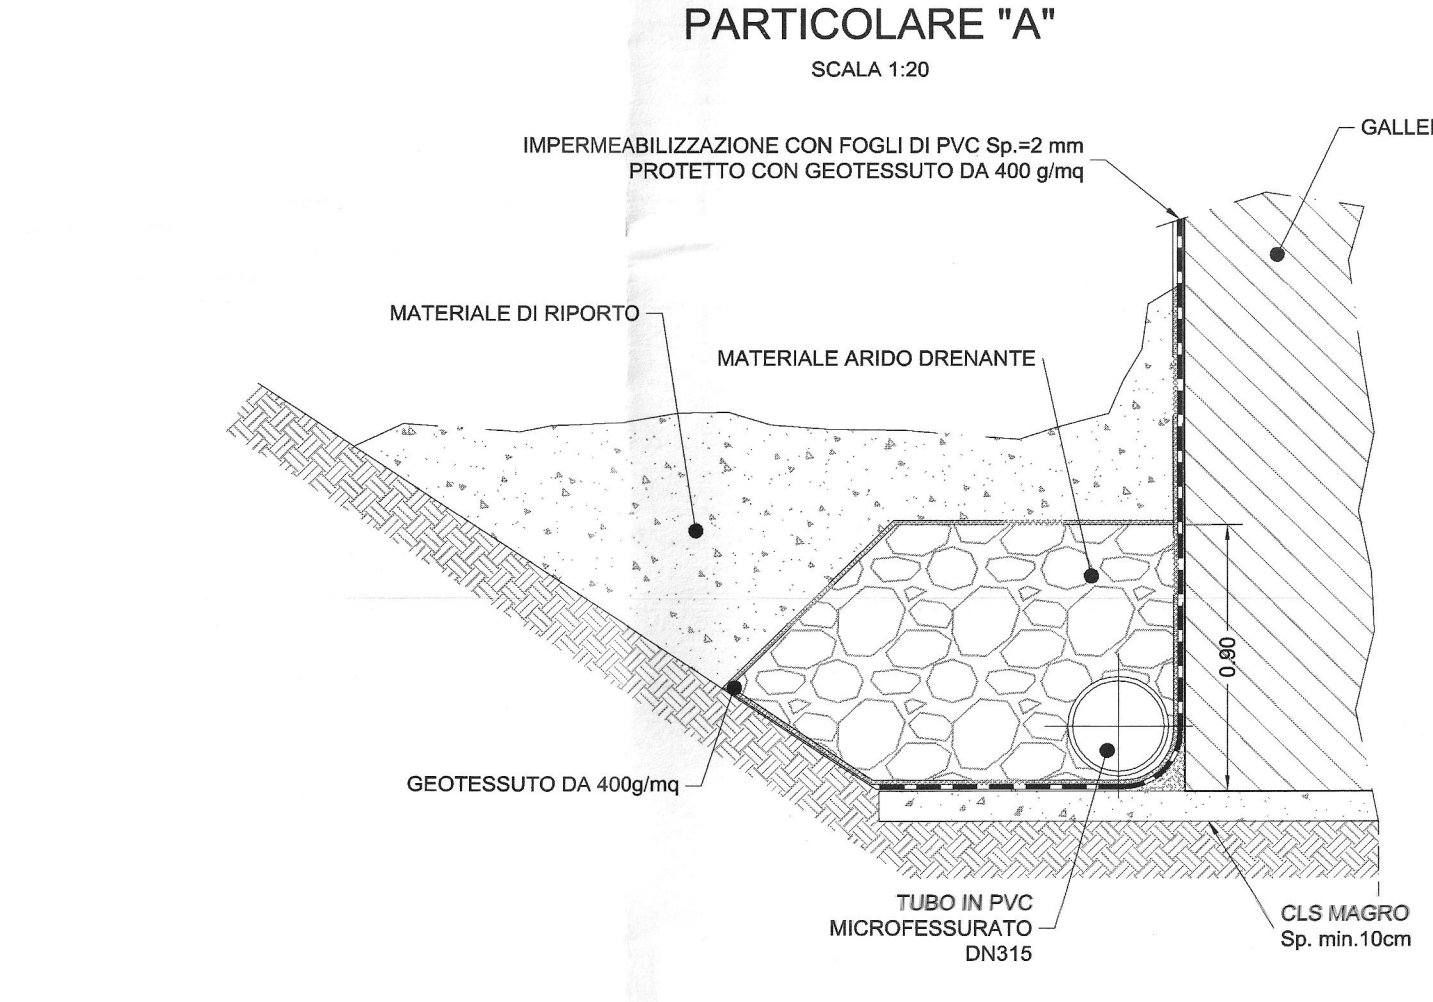 PARTICOLARE "A"
SCALA 1:20
IMPERMEABILIZZAZIONE CON FOGLI DI PVC Sp.=2 mm
PROTETTO CON GEOTESSUTO DA 400 g/mq
MATERIALE DI RIPORTO
MATERIALE ARIDO DRENANTE
0.90
GEOTESSUTO DA 400g/mq
TUBO IN PVC
MICROFESSURATO
DN315
CLS MAGRO
Sp. min.10cm